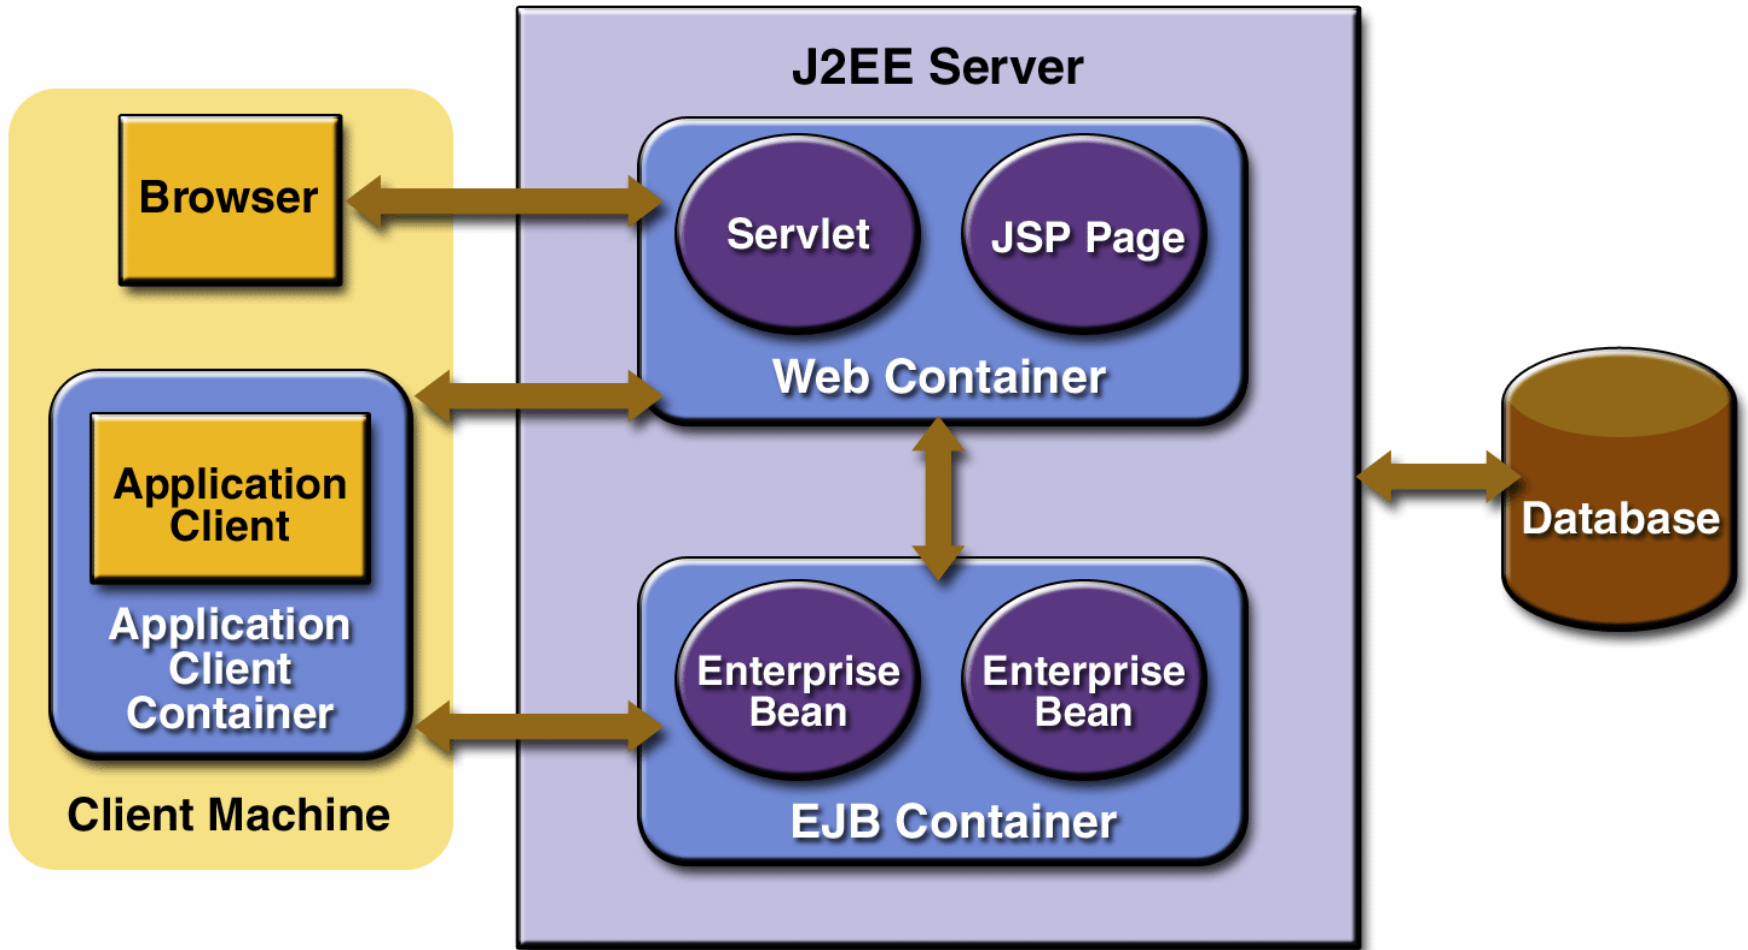 J2EE Server
Browser
Servlet
JSP Page
Web Container
Application
Client
Application
Client
Container
Client Machine
Enterprise
Bean
Enterprise
Bean
EJB Container
Database